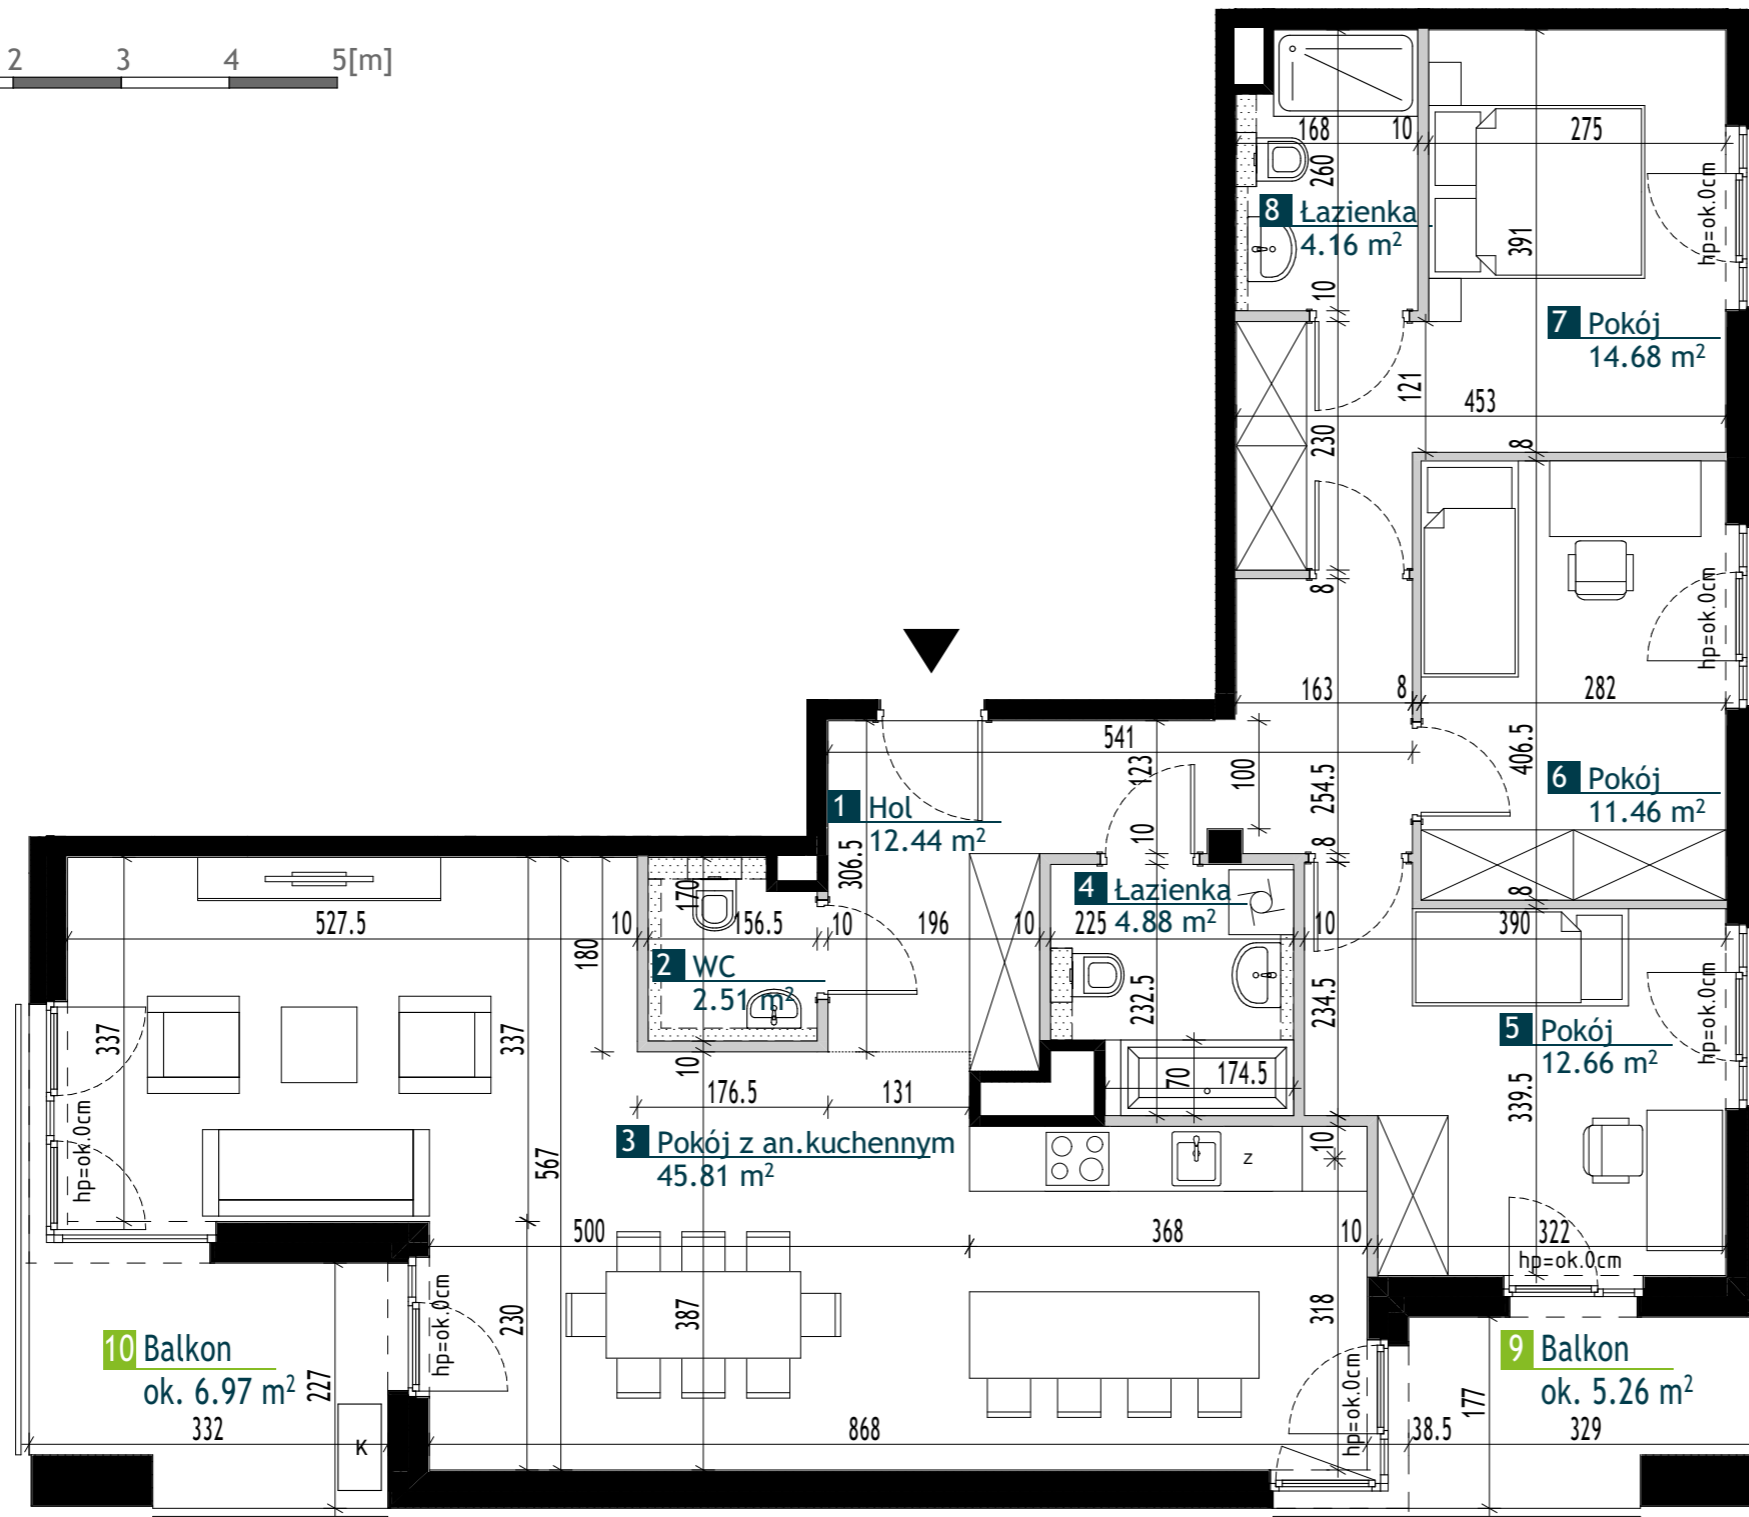 2 3 4 5[m]
168 10 275
260
hp=ok.0cm
8 Łazienka
4.16 m²
391
10
7 Pokój
14.68 m²
121
453
230
8
8
hp=ok.0cm
163 8 282
541
123
100
254.5
406.5
6 Pokój
11.46 m²
1 Hol
12.44 m²
306.5
10
8
8
4 Łazienka
4.88 m²
170
527.5 10 156.5 10 196 10 225 10 390
180
2 WC
2.51 m²
232.5
234.5
hp=ok.0cm
5 Pokój
12.66 m²
337
337
10
70
174.5
176.5 131
339.5
hp=ok.0cm
3 Pokój z an.kuchennym
45.81 m²
567
z
10
500 368 10 322
hp=ok.0cm
230
387
318
hp=ok.0cm
10 Balkon
ok. 6.97 m²
227
9 Balkon
ok. 5.26 m²
177
hp=ok.0cm
332
K
868 38.5 329